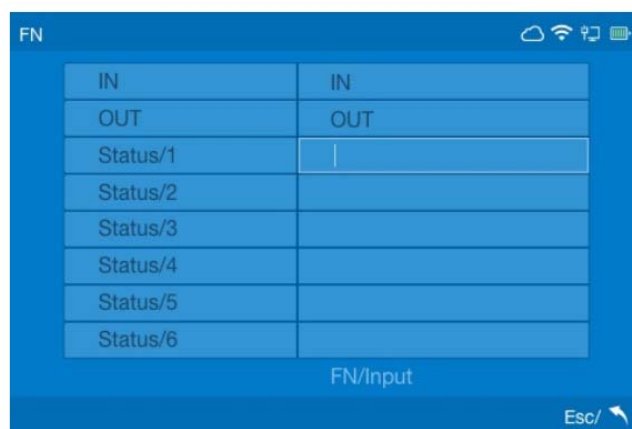 FN
IN IN
OUT OUT
Status/1
Status/2
Status/3
Status/4
Status/5
Status/6
FN/Input
Esc/